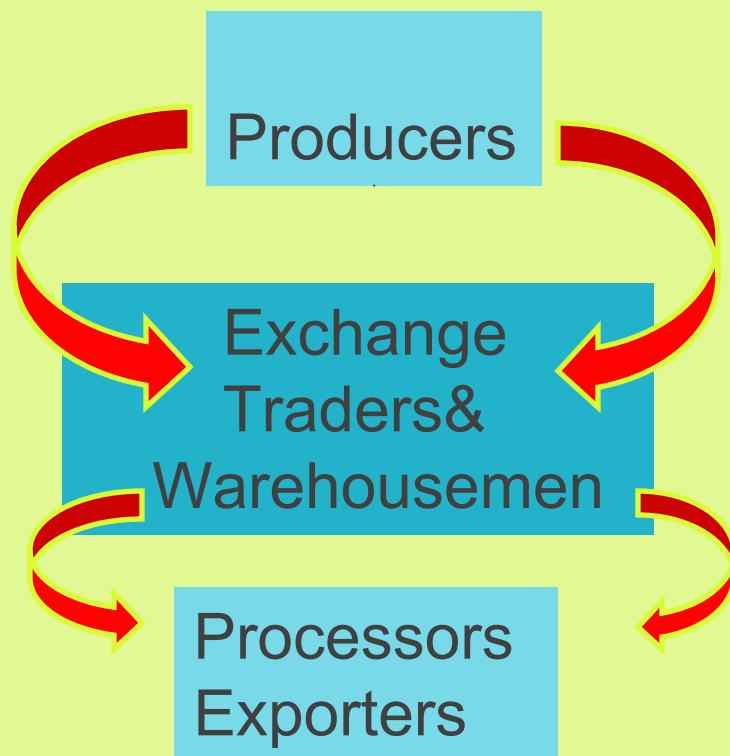 Producers
Exchange
Traders&
Warehousemen
Processors
Exporters